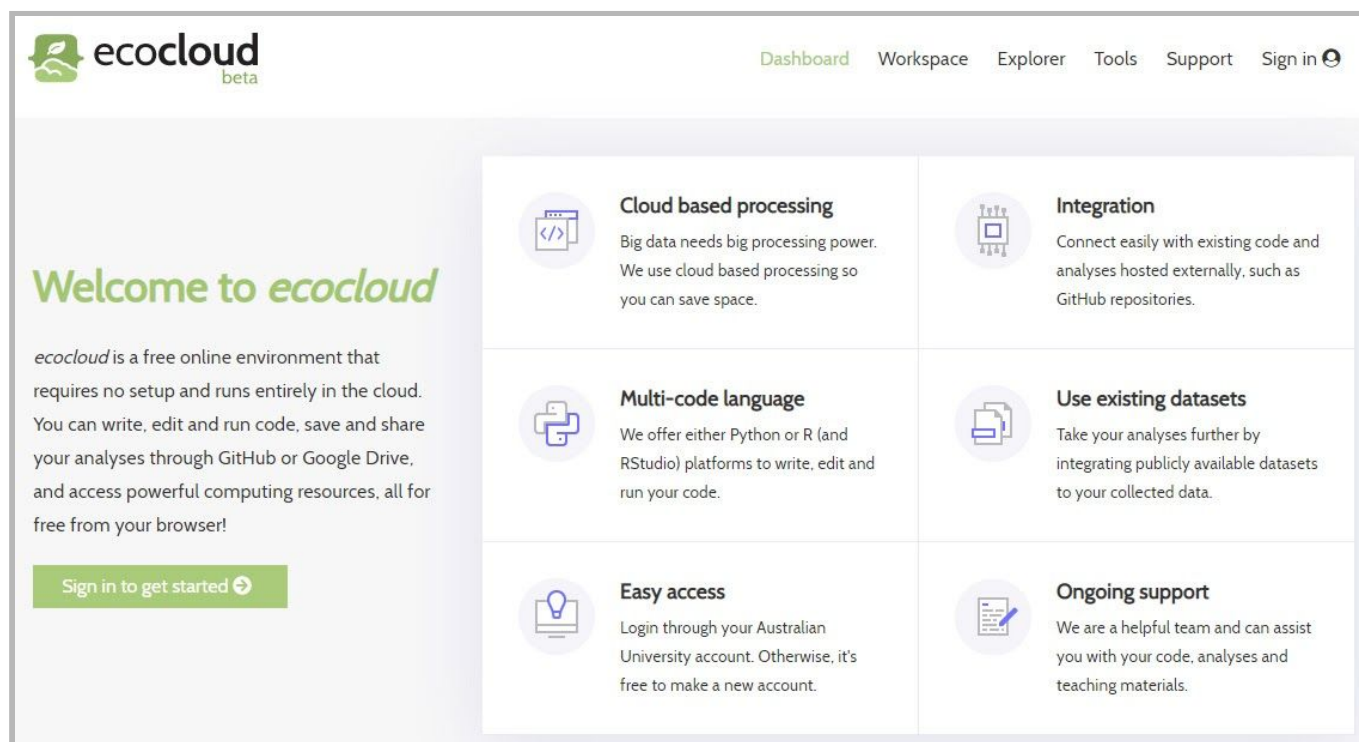 ecocloud
beta
Dashboard Workspace Explorer Tools Support Sign in
Welcome to ecocloud
ecocloud is a free online environment that
requires no setup and runs entirely in the cloud.
You can write, edit and run code, save and share
your analyses through GitHub or Google Drive,
and access powerful computing resources, all for
free from your browser!
Sign in to get started
Cloud based processing
Big data needs big processing power.
We use cloud based processing so
you can save space.
Integration
Connect easily with existing code and
analyses hosted externally, such as
GitHub repositories.
Multi-code language
We offer either Python or R (and
RStudio) platforms to write, edit and
run your code.
Use existing datasets
Take your analyses further by
integrating publicly available datasets
to your collected data.
Easy access
Login through your Australian
University account. Otherwise, it's
free to make a new account.
Ongoing support
We are a helpful team and can assist
you with your code, analyses and
teaching materials.